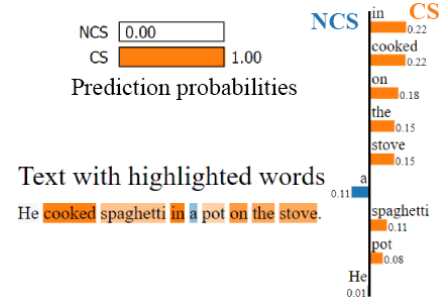 NCS 0.00
CS 1.00
Prediction probabilities
Text with highlighted words
He cooked spaghetti in a pot on the stove.
NCS CS
in
0.22
cooked
0.22
on
0.18
the
0.15
stove
0.15
a
0.11
spaghetti
0.11
pot
0.08
He
0.01